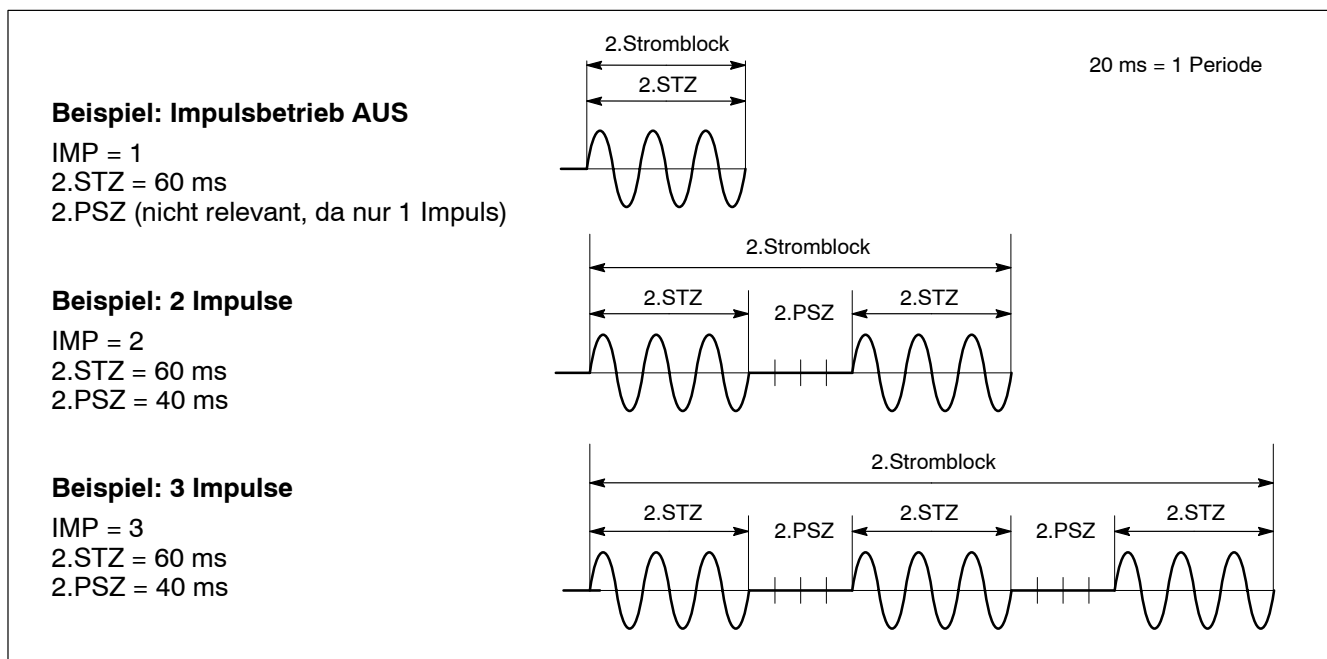 2.Stromblock
20 ms = 1 Periode
2.STZ
Beispiel: Impulsbetrieb AUS
IMP = 1
2.STZ = 60 ms
2.PSZ (nicht relevant, da nur 1 Impuls)
2.Stromblock
Beispiel: 2 Impulse
2.STZ 2.PSZ 2.STZ
IMP = 2
2.STZ = 60 ms
2.PSZ = 40 ms
2.Stromblock
Beispiel: 3 Impulse
2.STZ 2.PSZ 2.STZ 2.PSZ 2.STZ
IMP = 3
2.STZ = 60 ms
2.PSZ = 40 ms